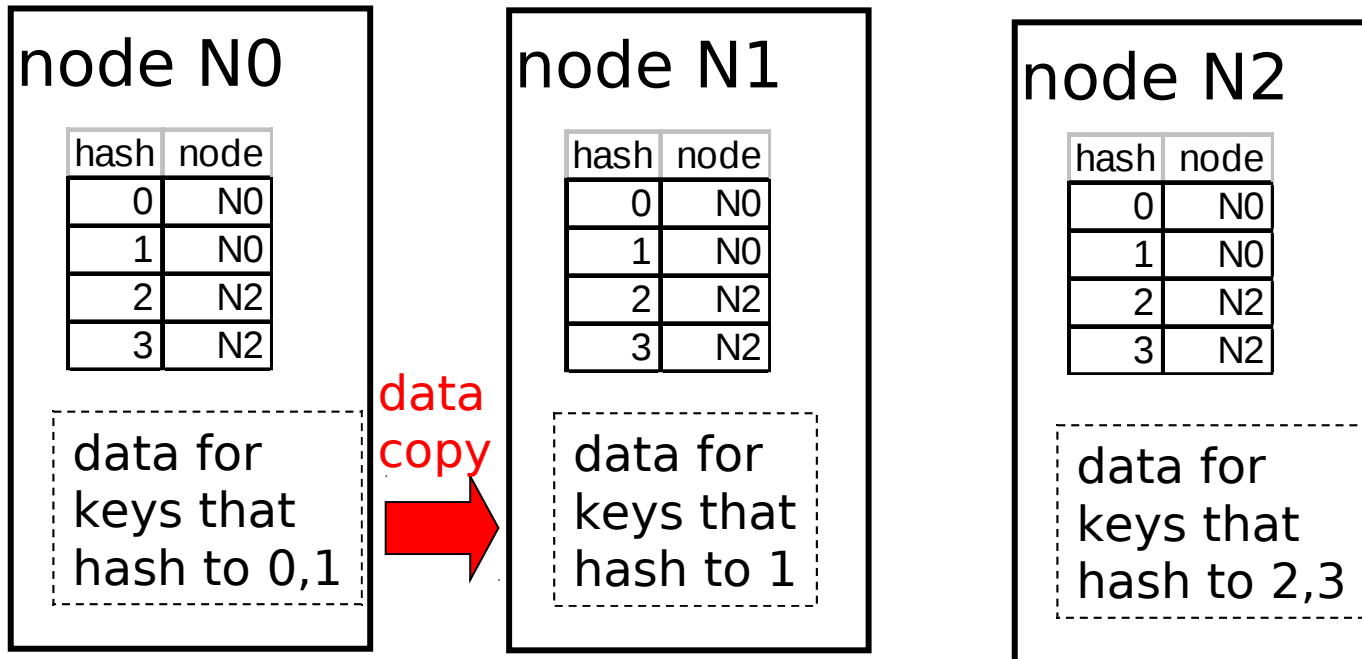 node N0
hash node
0 N0
1 N0
2 N2
3 N2
data for
keys that
hash to 0,1
data
copy
node N1
hash node
0 N0
1 N0
2 N2
3 N2
data for
keys that
hash to 1
node N2
hash node
0 N0
1 N0
2 N2
3 N2
data for
keys that
hash to 2,3